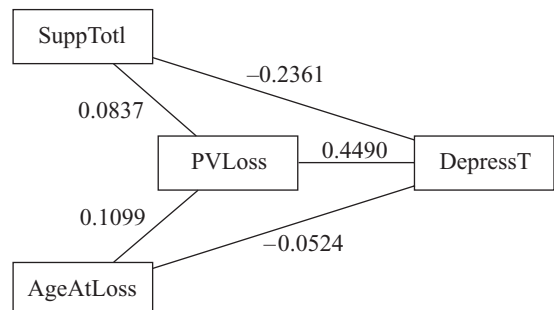 SuppTotl
–0.2361
0.0837
PVLoss
0.4490
DepressT
0.1099
–0.0524
AgeAtLoss